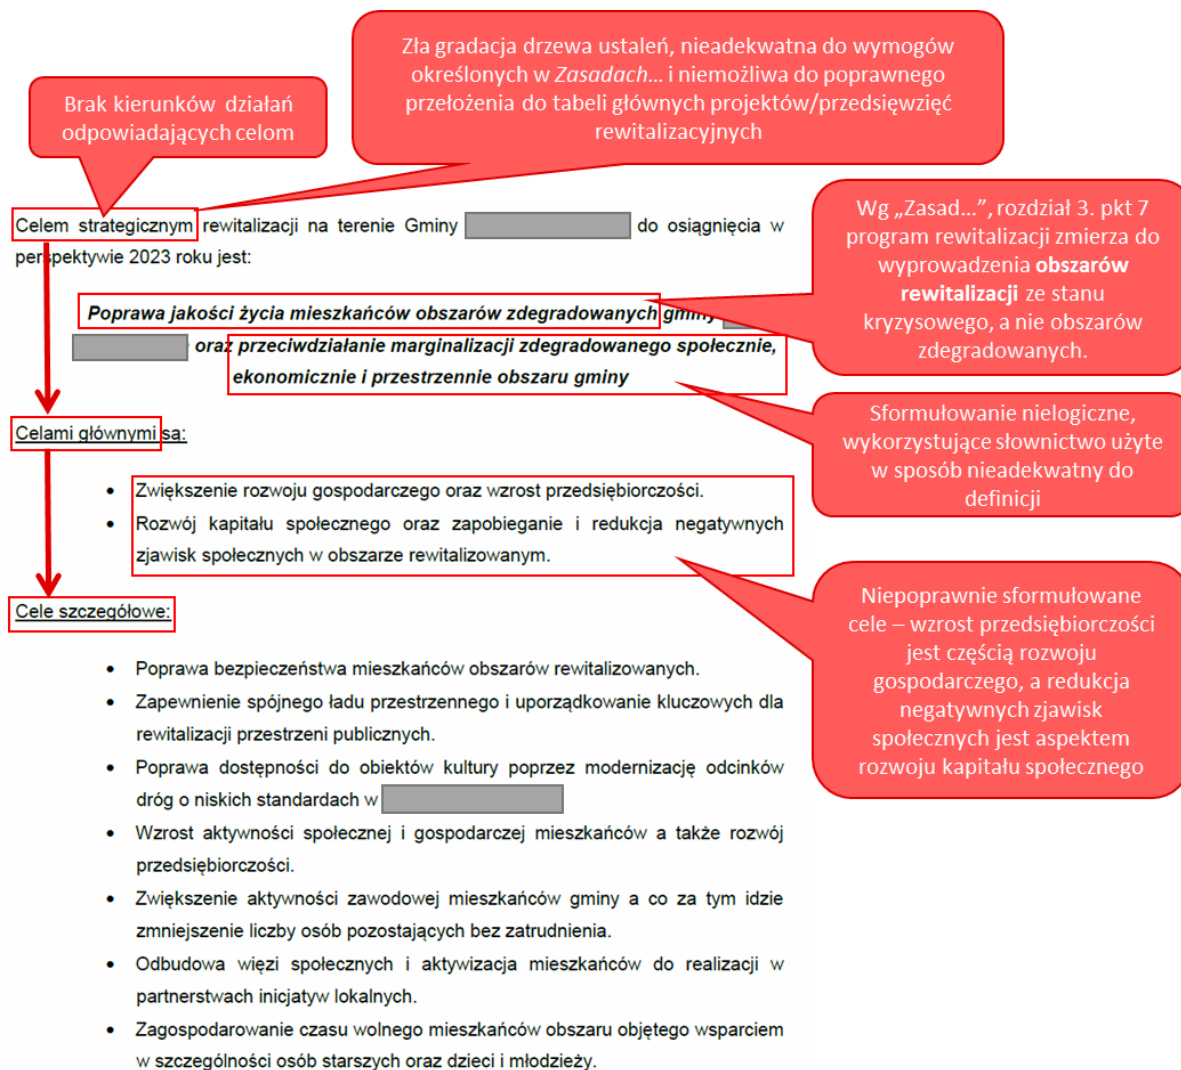 Zła gradacja drzewa ustaleń, nieadekwatna do wymogów
określonych w Zasadach... i niemożliwa do poprawnego
przełożenia do tabeli głównych projektów/przedsięwzięć
rewitalizacyjnych
Brak kierunków działań
odpowiadających celom
Celem strategicznym rewitalizacji na terenie Gminy do osiągnięcia w
perspektywie 2023 roku jest:
Wg „Zasad...”, rozdział 3. pkt 7
program rewitalizacji zmierza do
wyprowadzenia obszarów
rewitalizacji ze stanu
kryzysowego, a nie obszarów
zdegradowanych.
Poprawa jakości życia mieszkańców obszarów zdegradowanych gminy
oraz przeciwdziałanie marginalizacji zdegradowanego społecznie,
ekonomicznie i przestrzennie obszaru gminy
Sformułowanie nielogiczne,
wykorzystujące słownictwo użyte
w sposób nieadekwatny do
definicji
Celami głównymi są:
• Zwiększenie rozwoju gospodarczego oraz wzrost przedsiębiorczości.
• Rozwój kapitału społecznego oraz zapobieganie i redukcja negatywnych
zjawisk społecznych w obszarze rewitalizowanym.
Niepoprawnie sformułowane
cele – wzrost przedsiębiorczości
jest częścią rozwoju
gospodarczego, a redukcja
negatywnych zjawisk
społecznych jest aspektem
rozwoju kapitału społecznego
Cele szczegółowe:
• Poprawa bezpieczeństwa mieszkańców obszarów rewitalizowanych.
• Zapewnienie spójnego ładu przestrzennego i uporządkowanie kluczowych dla
rewitalizacji przestrzeni publicznych.
• Poprawa dostępności do obiektów kultury poprzez modernizację odcinków
dróg o niskich standardach w
• Wzrost aktywności społecznej i gospodarczej mieszkańców a także rozwój
przedsiębiorczości.
• Zwiększenie aktywności zawodowej mieszkańców gminy a co za tym idzie
zmniejszenie liczby osób pozostających bez zatrudnienia.
• Odbudowa więzi społecznych i aktywizacja mieszkańców do realizacji w
partnerstwach inicjatyw lokalnych.
• Zagospodarowanie czasu wolnego mieszkańców obszaru objętego wsparciem
w szczególności osób starszych oraz dzieci i młodzieży.